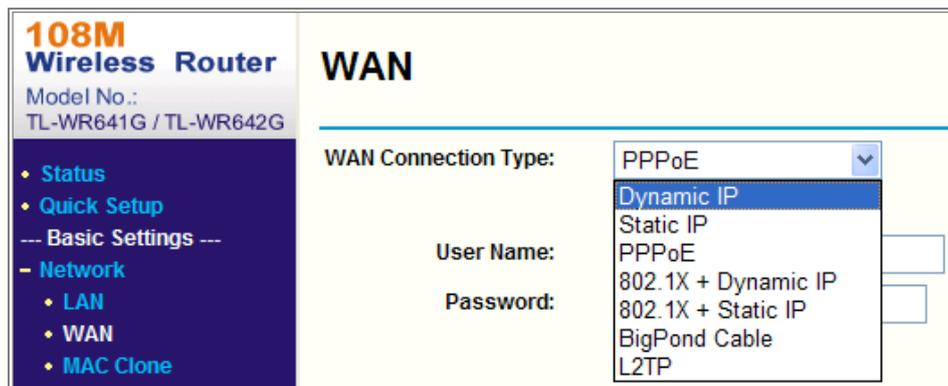 108M
Wireless Router
Model No.:
TL-WR641G / TL-WR642G
Status
Quick Setup
--- Basic Settings ---
Network
LAN
WAN
MAC Clone
WAN
WAN Connection Type: PPPoE
Dynamic IP
Static IP
PPPoE
802.1X + Dynamic IP
802.1X + Static IP
BigPond Cable
L2TP
User Name:
Password: